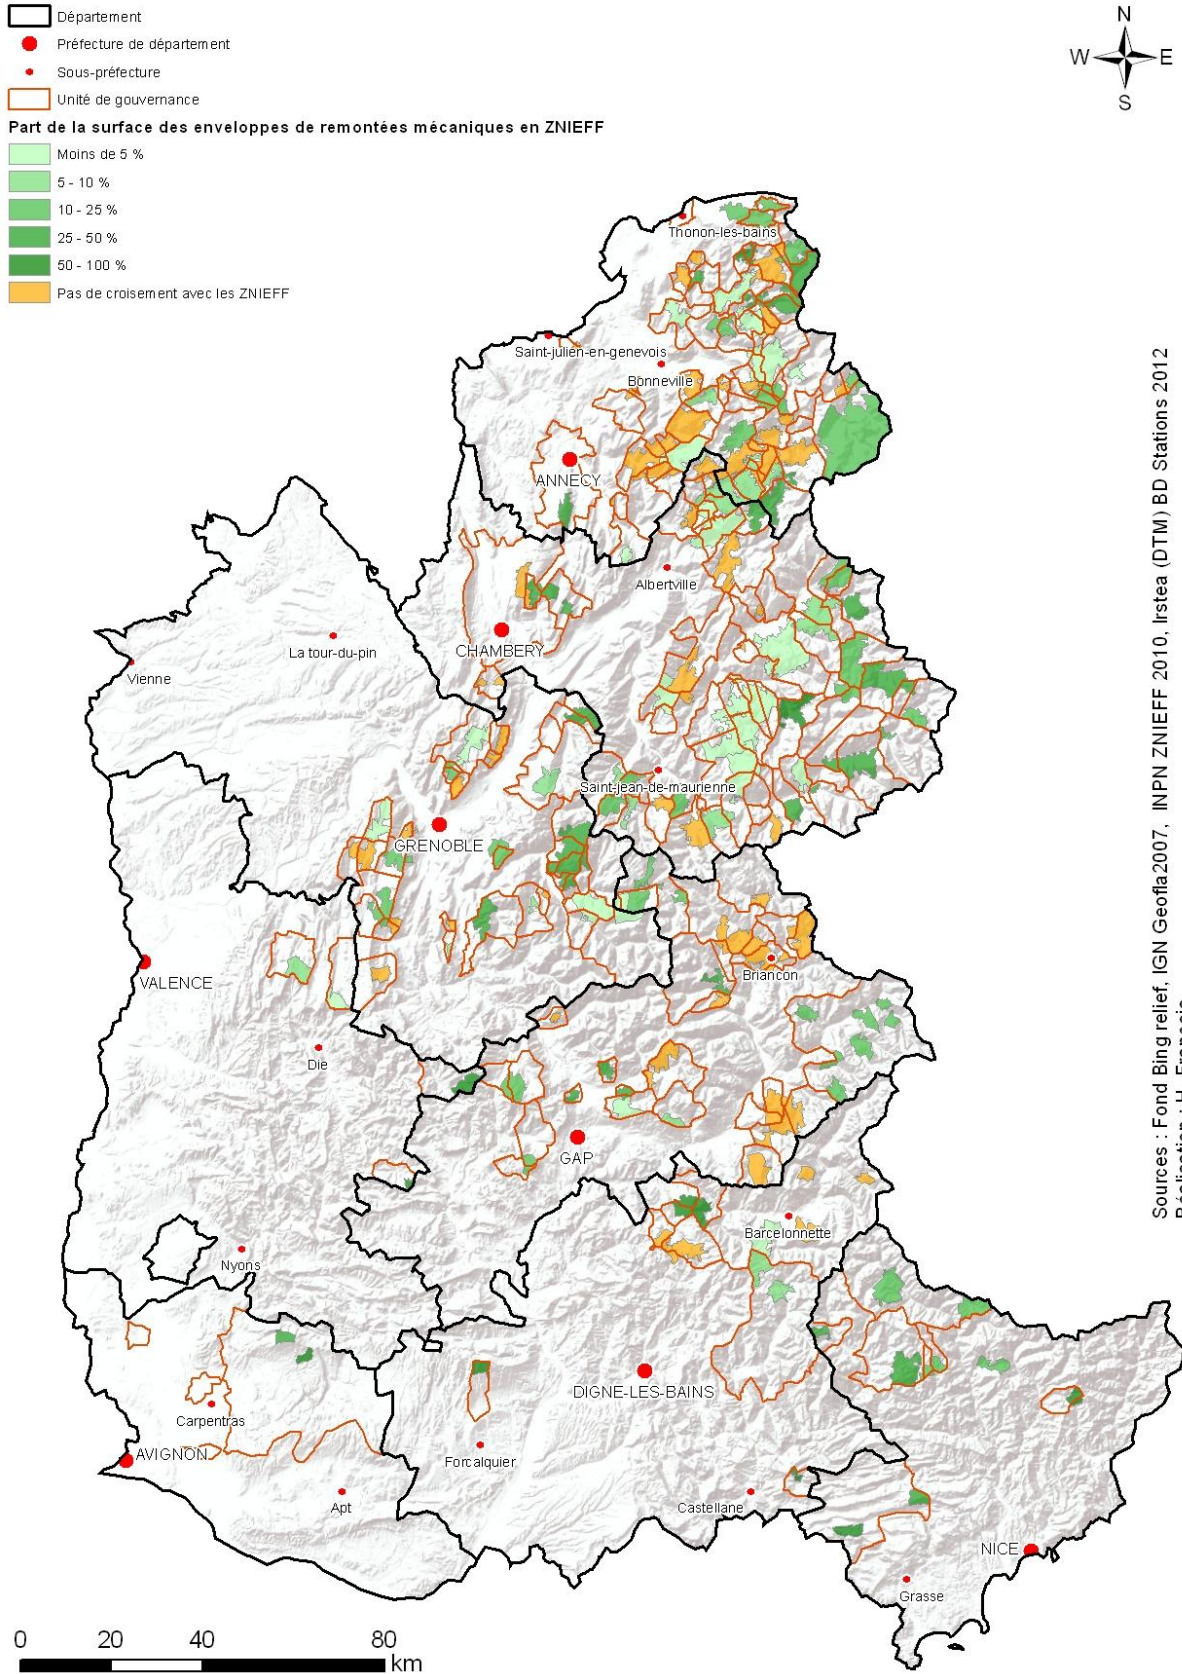 Département
Préfecture de département
Sous-préfecture
Unité de gouvernance
Part de la surface des enveloppes de remontées mécaniques en ZNIEFF
Moins de 5 %
5 - 10 %
10 - 25 %
25 - 50 %
50 - 100 %
Pas de croisement avec les ZNIEFF
N
W E
S
Thonon-les-bains
Saint-julien-en-genevois
Bonneville
ANNECY
Albertville
La tour-du-pin
CHAMBERY
Vienne
Saint-jean-de-maurienne
GRENOBLE
Briancon
VALENCE
Die
GAP
Barcelonnette
Nyons
DIGNE-LES-BAINS
Carpentras
AVIGNON
Forcalquier
Apt
Castellane
NICE
Grasse
0 20 40 80
km
Sources : Fond Bing relief, IGN Geofla2007, INPN ZNIEFF 2010, Irstea (DTM) BD Stations 2012